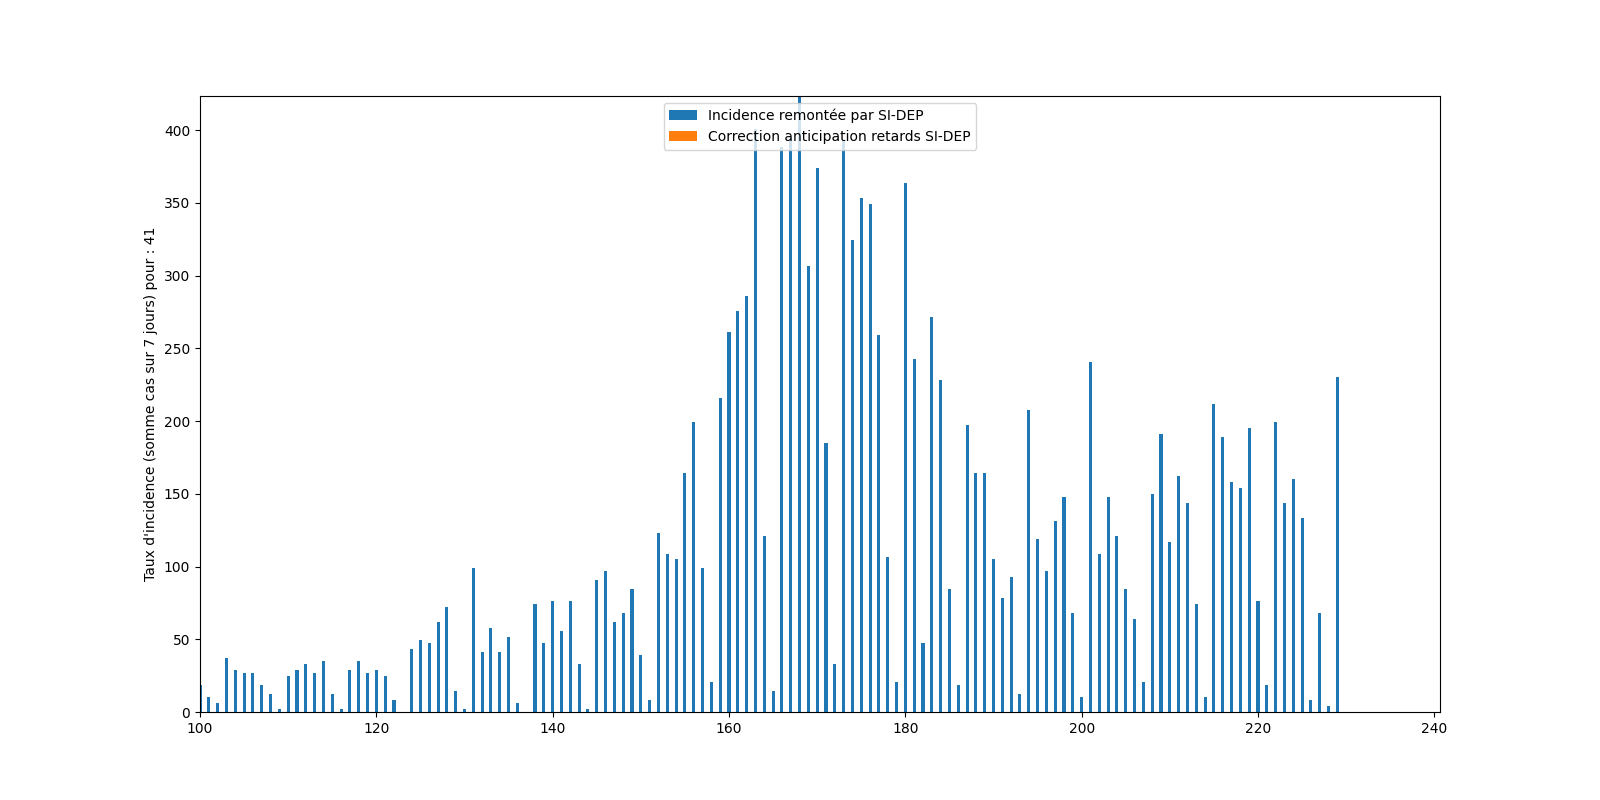 Incidence remontée par SI-DEP
Correction anticipation retards SI-DEP
Taux d'incidence (somme cas sur 7 jours) pour : 41
400
350
300
250
200
150
100
50
0
100 120 140 160 180 200 220 240